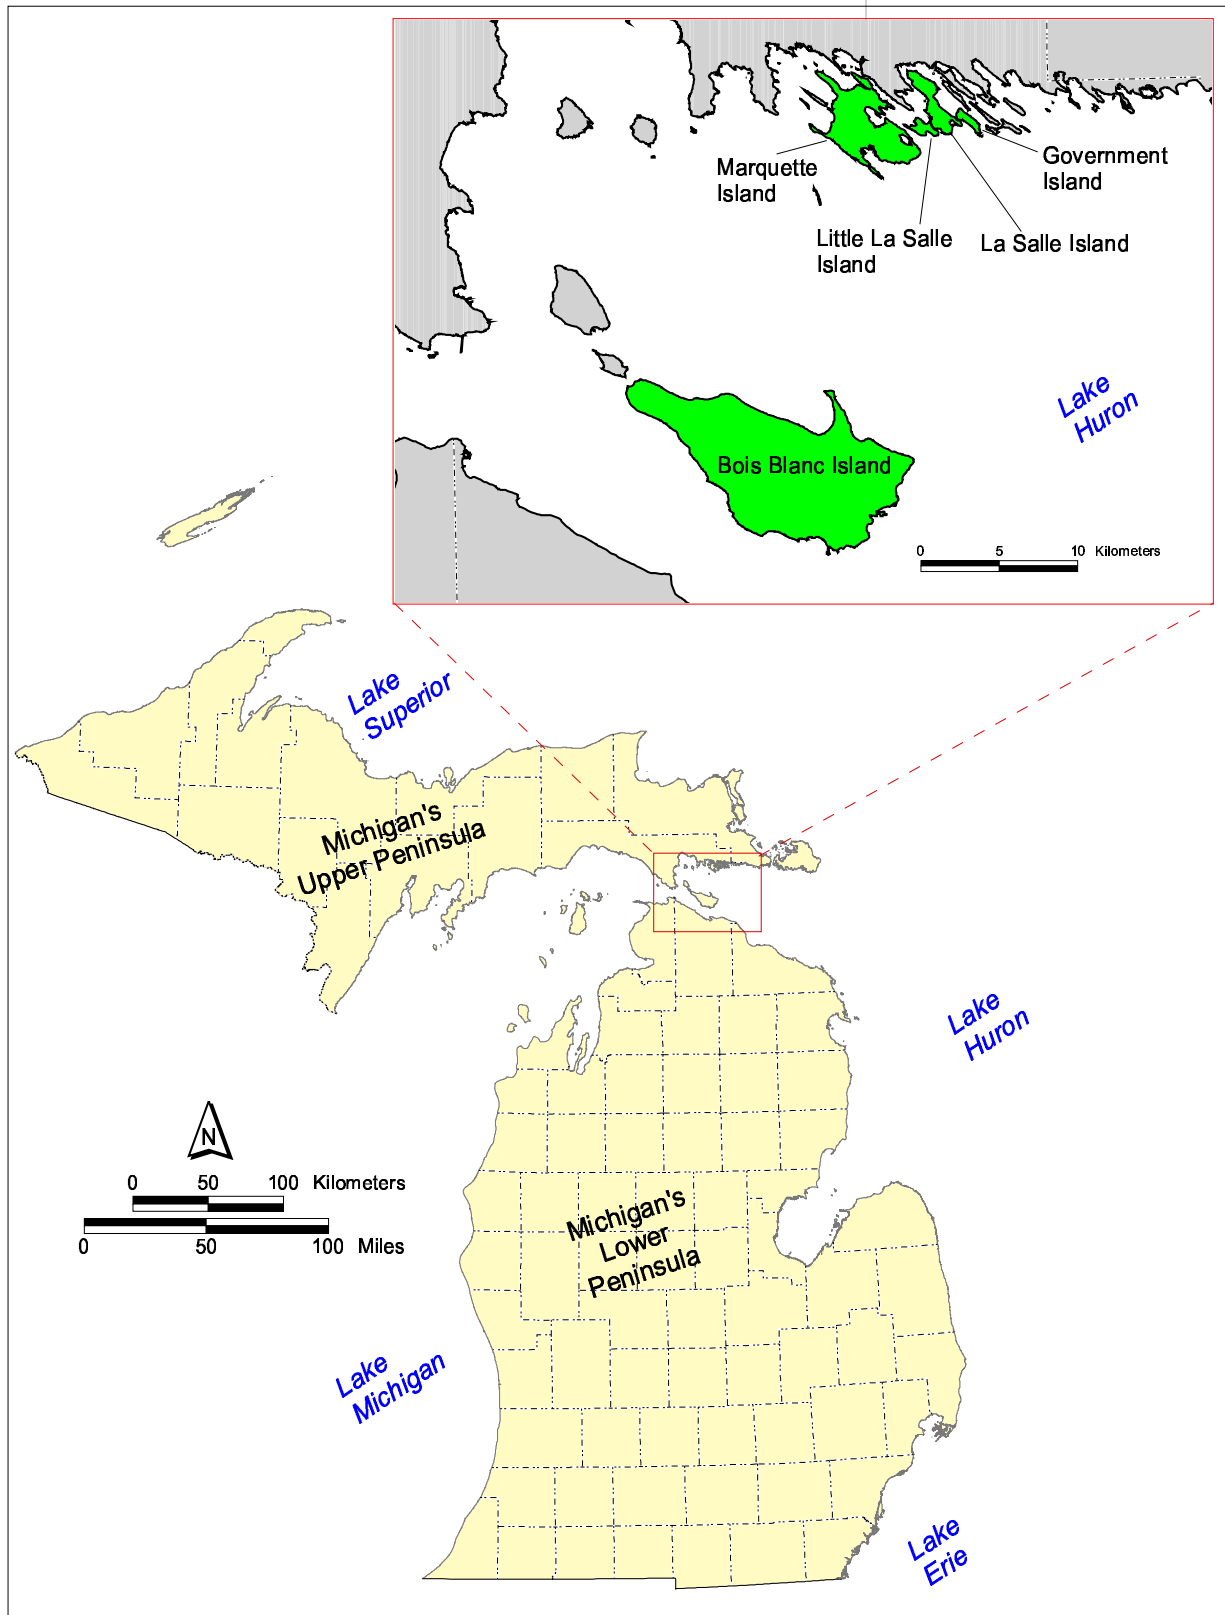 Marquette
Island
Government
Island
Little La Salle
Island
La Salle Island
Lake
Huron
Bois Blanc Island
0 5 10 Kilometers
Lake
Superior
Michigan's
Upper Peninsula
Lake
Huron
N
0 50 100 Kilometers
0 50 100 Miles
Michigan's
Lower
Peninsula
Lake
Michigan
Lake
Erie